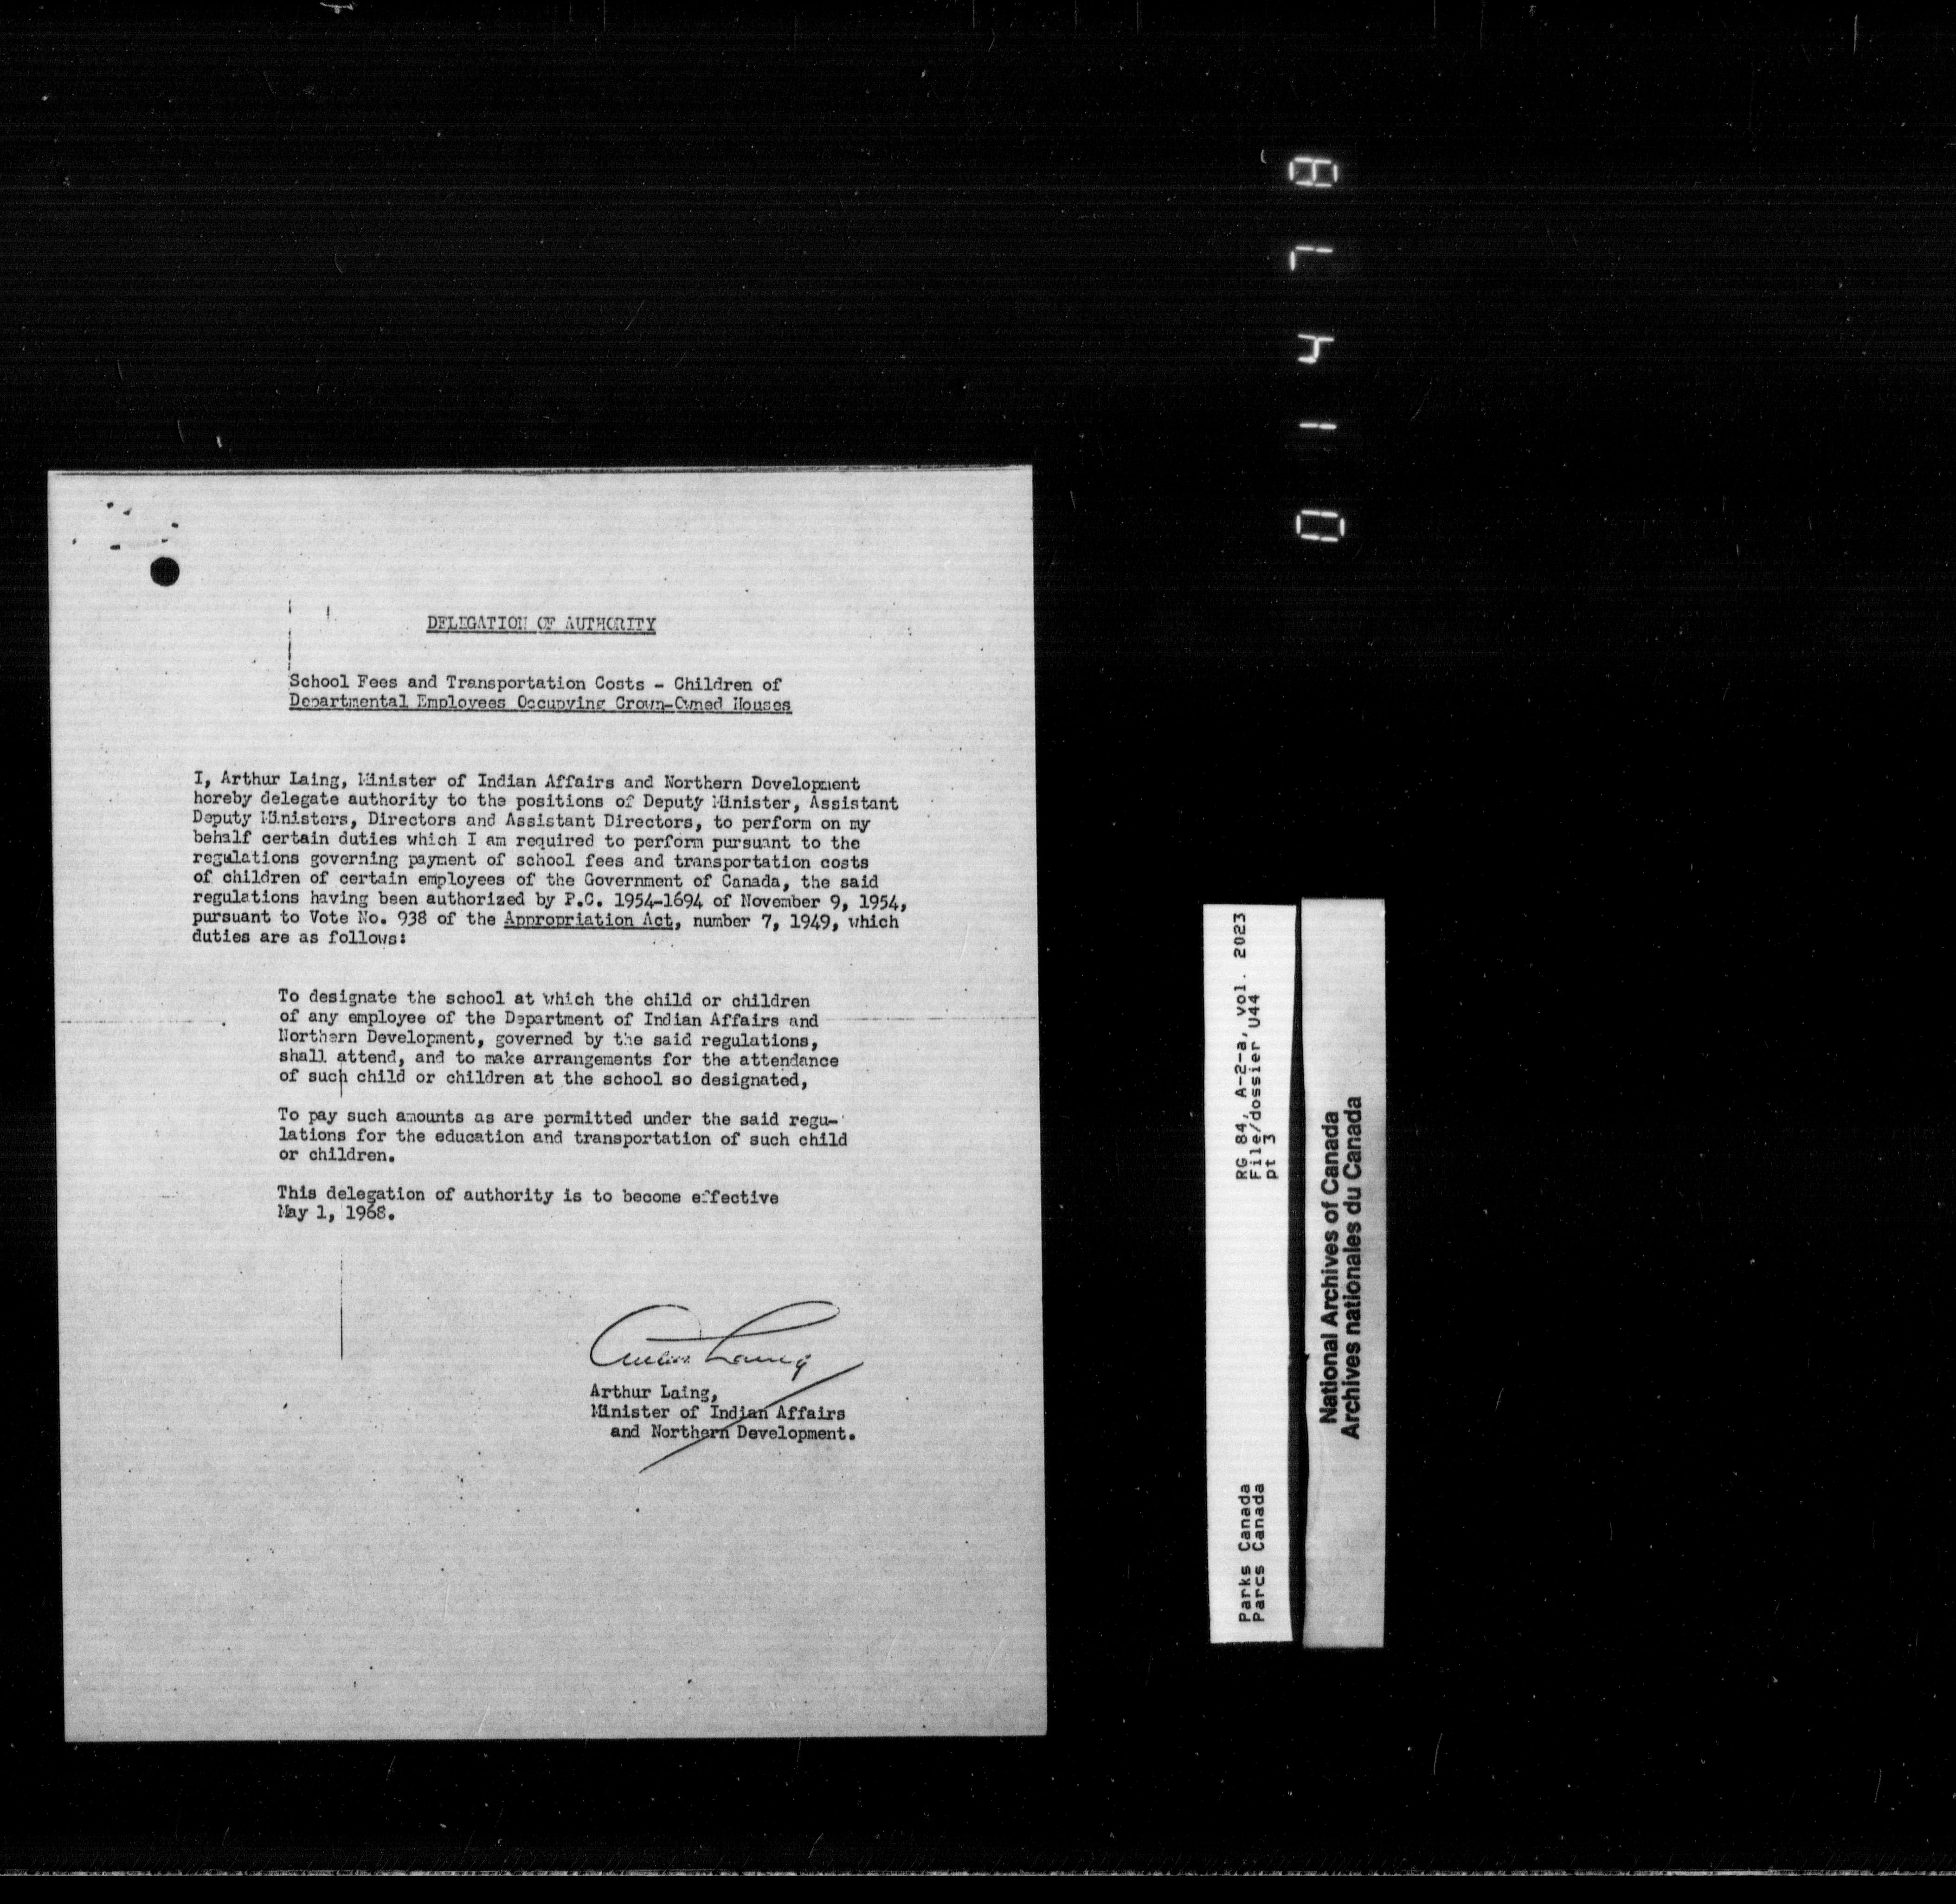 DELEGATION OF AUTHORITY
School Fees and Transportation Costs - Children of
Departmental Employees Occupying Crown-Owned Houses
I, Arthur Laing, Minister of Indian Affairs and Northern Development
hereby delegate authority to the positions of Deputy Minister, Assistant
Deputy Ministers, Directors and Assistant Directors, to perform on my
behalf certain duties which I am required to perform pursuant to the
regulations governing payment of school fees and transportation costs
of children of certain employees of the Government of Canada, the said
regulations having been authorized by P.C. 1954-1694 of November 9, 1954,
pursuant to Vote No. 938 of the Appropriation Act, number 7, 1949, which
duties are as follows:
To designate the school at which the child or children
of any employee of the Department of Indian Affairs and
Northern Development, governed by the said regulations,
shall attend, and to make arrangements for the attendance
of such child or children at the school so designated,
To pay such amounts as are permitted under the said regu-
lations for the education and transportation of such child
or children.
This delegation of authority is to become effective
May 1, 1968.
Arthur Laing
Arthur Laing,
Minister of Indian Affairs
and Northern Development.
Parks Canada
Parcs Canada
RG 84, A-2-a, vol. 2023
File/dossier U44
pt 3
National Archives of Canada
Archives nationales du Canada